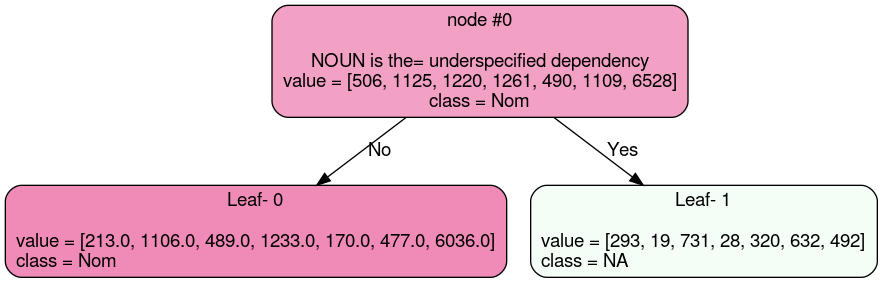 node #0
NOUN is the= underspecified dependency
value = [506, 1125, 1220, 1261, 490, 1109, 6528]
class = Nom
No
Yes
Leaf- 0
value = [213.0, 1106.0, 489.0, 1233.0, 170.0, 477.0, 6036.0]
class = Nom
Leaf- 1
value = [293, 19, 731, 28, 320, 632, 492]
class = NA